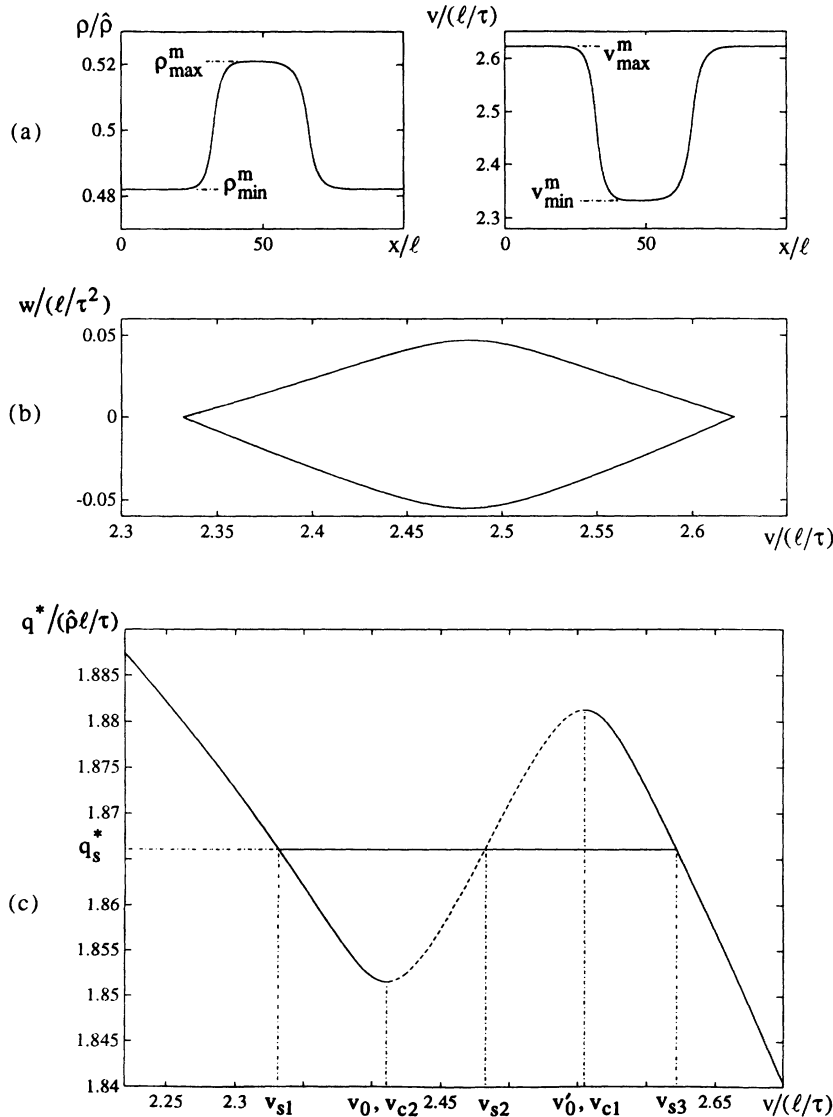 (a)
ρ/ρ̂
0.52
0.5
0.48
ρ^m_max
ρ^m_min
0
50
x/ℓ
v/(ℓ/τ)
2.6
2.5
2.4
2.3
v^m_max
v^m_min
0
50
x/ℓ
(b)
w/(ℓ/τ²)
0.05
0
-0.05
2.3
2.35
2.4
2.45
2.5
2.55
2.6
v/(ℓ/τ)
(c)
q*/(ρ̂ℓ/τ)
1.885
1.88
1.875
1.87
q*_s
1.86
1.855
1.85
1.845
1.84
2.25
2.3
v_s1
v_0, v_c2
2.45
v_s2
v'_0, v_c1
v_s3
2.65
v/(ℓ/τ)